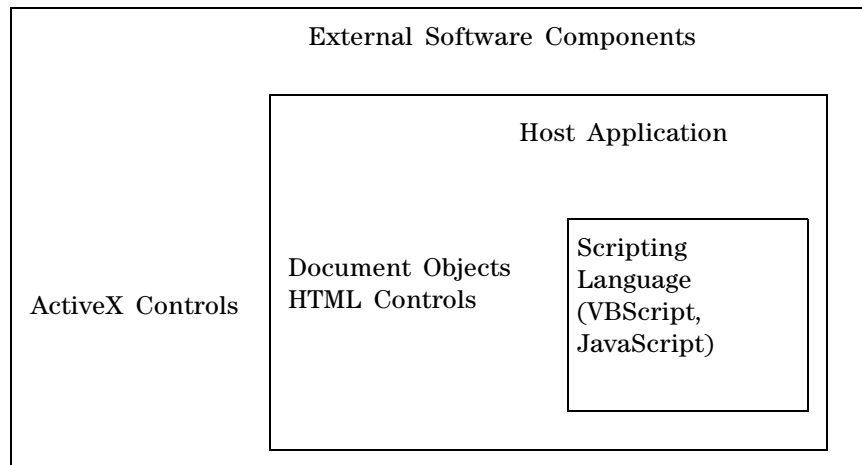 External Software Components
Host Application
Document Objects
HTML Controls
ActiveX Controls
Scripting
Language
(VBScript,
JavaScript)